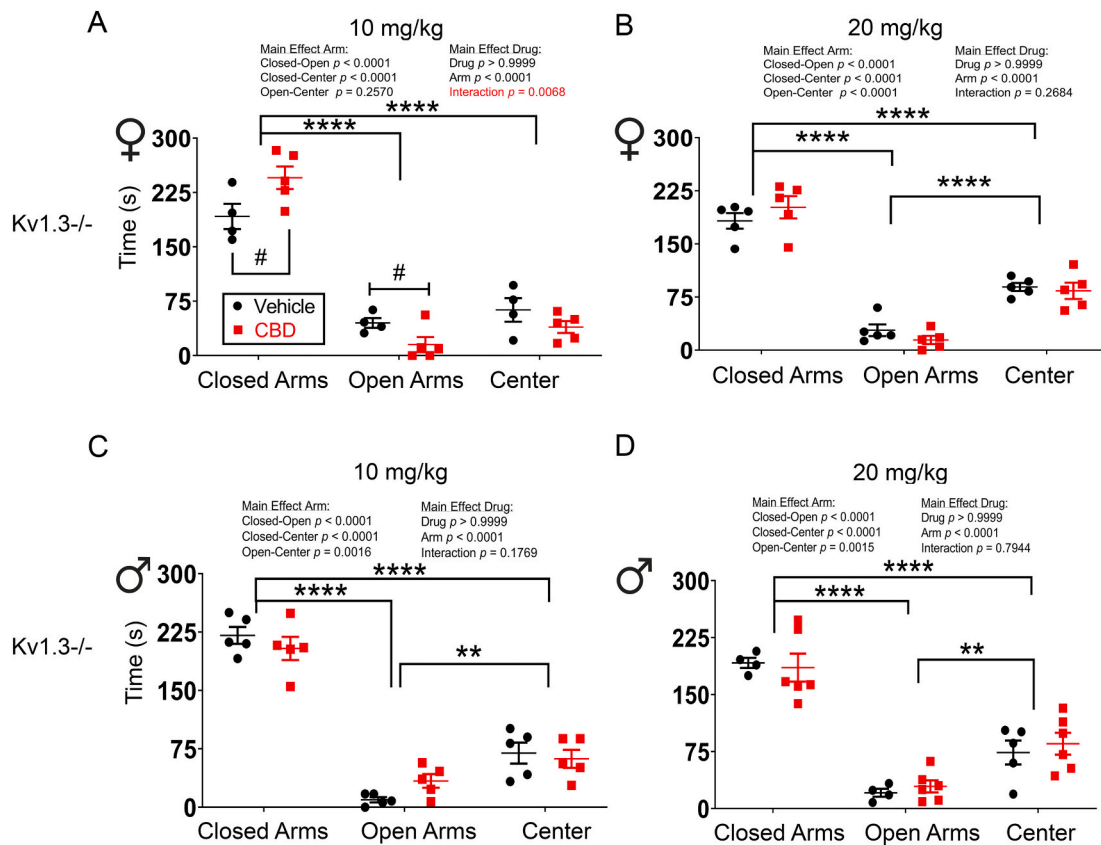 A
10 mg/kg
Main Effect Arm:
Closed-Open p < 0.0001
Closed-Center p < 0.0001
Open-Center p = 0.2570
Main Effect Drug:
Drug p > 0.9999
Arm p < 0.0001
Interaction p = 0.0068
****
****
♀
Kv1.3-/-
Time (s)
300
225
150
75
0
#
#
Vehicle
CBD
Closed Arms
Open Arms
Center
B
20 mg/kg
Main Effect Arm:
Closed-Open p < 0.0001
Closed-Center p < 0.0001
Open-Center p < 0.0001
Main Effect Drug:
Drug p > 0.9999
Arm p < 0.0001
Interaction p = 0.2684
****
****
****
♀
300
225
150
75
0
Closed Arms
Open Arms
Center
C
10 mg/kg
Main Effect Arm:
Closed-Open p < 0.0001
Closed-Center p < 0.0001
Open-Center p = 0.0016
Main Effect Drug:
Drug p > 0.9999
Arm p < 0.0001
Interaction p = 0.1769
****
****
**
♂
Kv1.3-/-
Time (s)
300
225
150
75
0
Closed Arms
Open Arms
Center
D
20 mg/kg
Main Effect Arm:
Closed-Open p < 0.0001
Closed-Center p < 0.0001
Open-Center p = 0.0015
Main Effect Drug:
Drug p > 0.9999
Arm p < 0.0001
Interaction p = 0.7944
****
****
**
♂
300
225
150
75
0
Closed Arms
Open Arms
Center